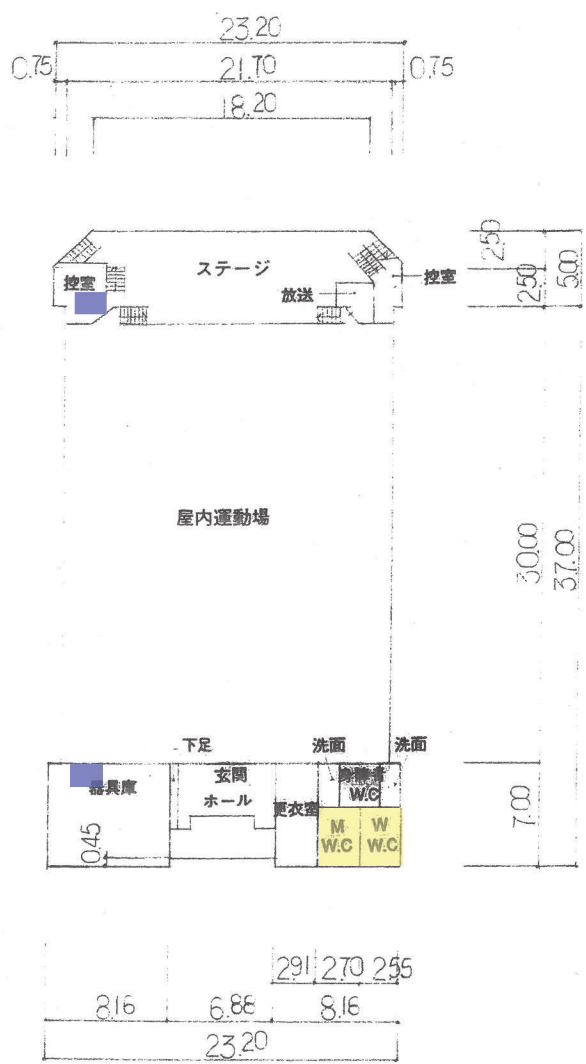 23.20
0.75 21.70 0.75
18.20
ステージ
控室
放送
控室
2.50
2.50
5.00
屋内運動場
30.00
37.00
下足
洗面
洗面
器具庫
玄関
ホール
更衣室
身障者
W.C
M
W.C
W
W.C
0.45
7.00
2.91 2.70 2.55
8.16 6.88 8.16
23.20